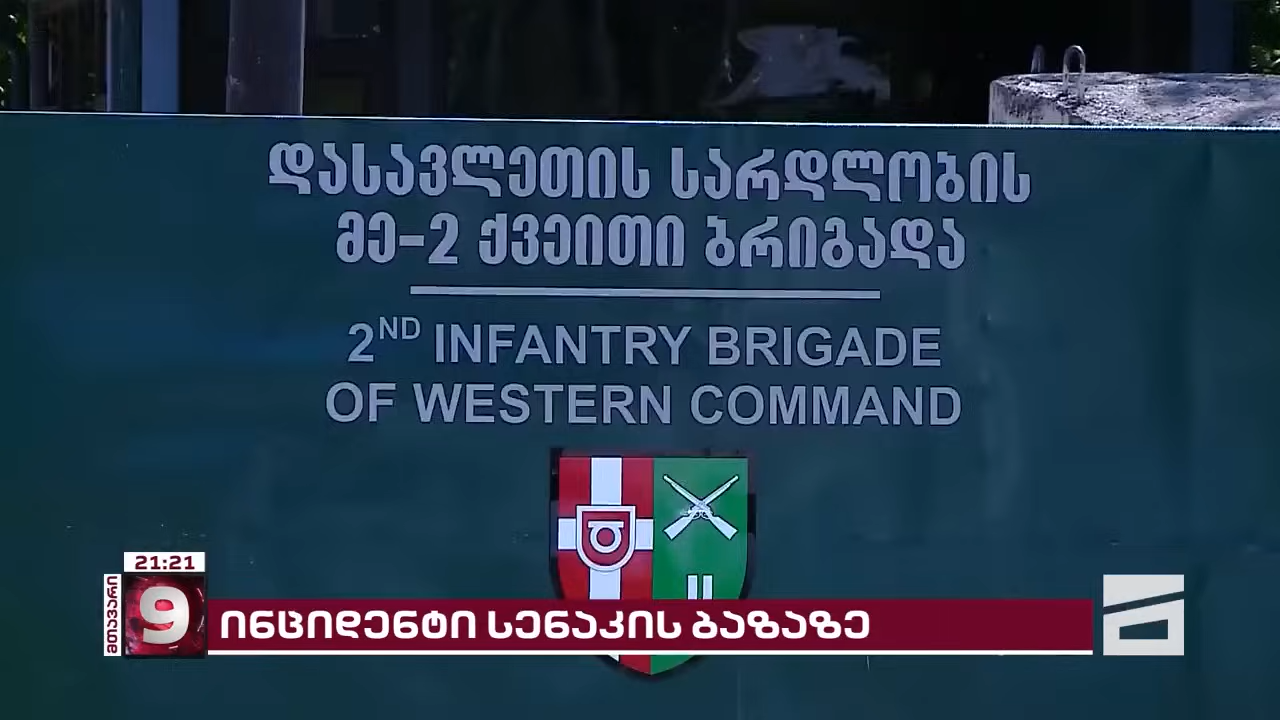 დასავლეთის სარდლობის
მე-2 ქვეითი ბრიგადა
2ND INFANTRY BRIGADE
OF WESTERN COMMAND
21:21
მთავარი
9
ინციდენტი სენაკის ბაზაზე